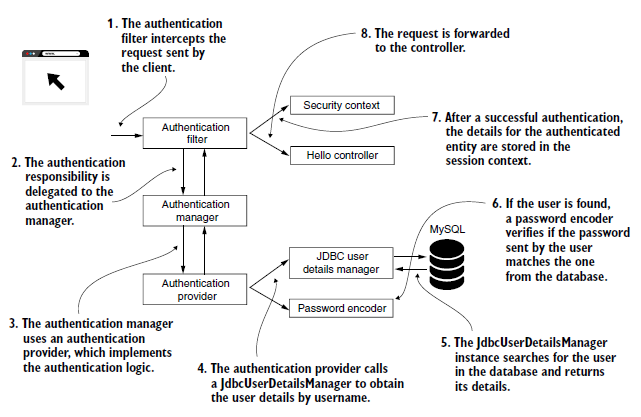 1. The authentication
filter intercepts the
request sent by
the client.
8. The request is forwarded
to the controller.
Security context
Authentication
filter
Hello controller
7. After a successful authentication,
the details for the authenticated
entity are stored in the
session context.
2. The authentication
responsibility is
delegated to the
authentication
manager.
Authentication
manager
6. If the user is found,
a password encoder
verifies if the password
sent by the user
matches the one
from the database.
MySQL
JDBC user
details manager
Authentication
provider
Password encoder
3. The authentication manager
uses an authentication
provider, which implements
the authentication logic.
4. The authentication provider calls
a JdbcUserDetailsManager to obtain
the user details by username.
5. The JdbcUserDetailsManager
instance searches for the user
in the database and returns
its details.